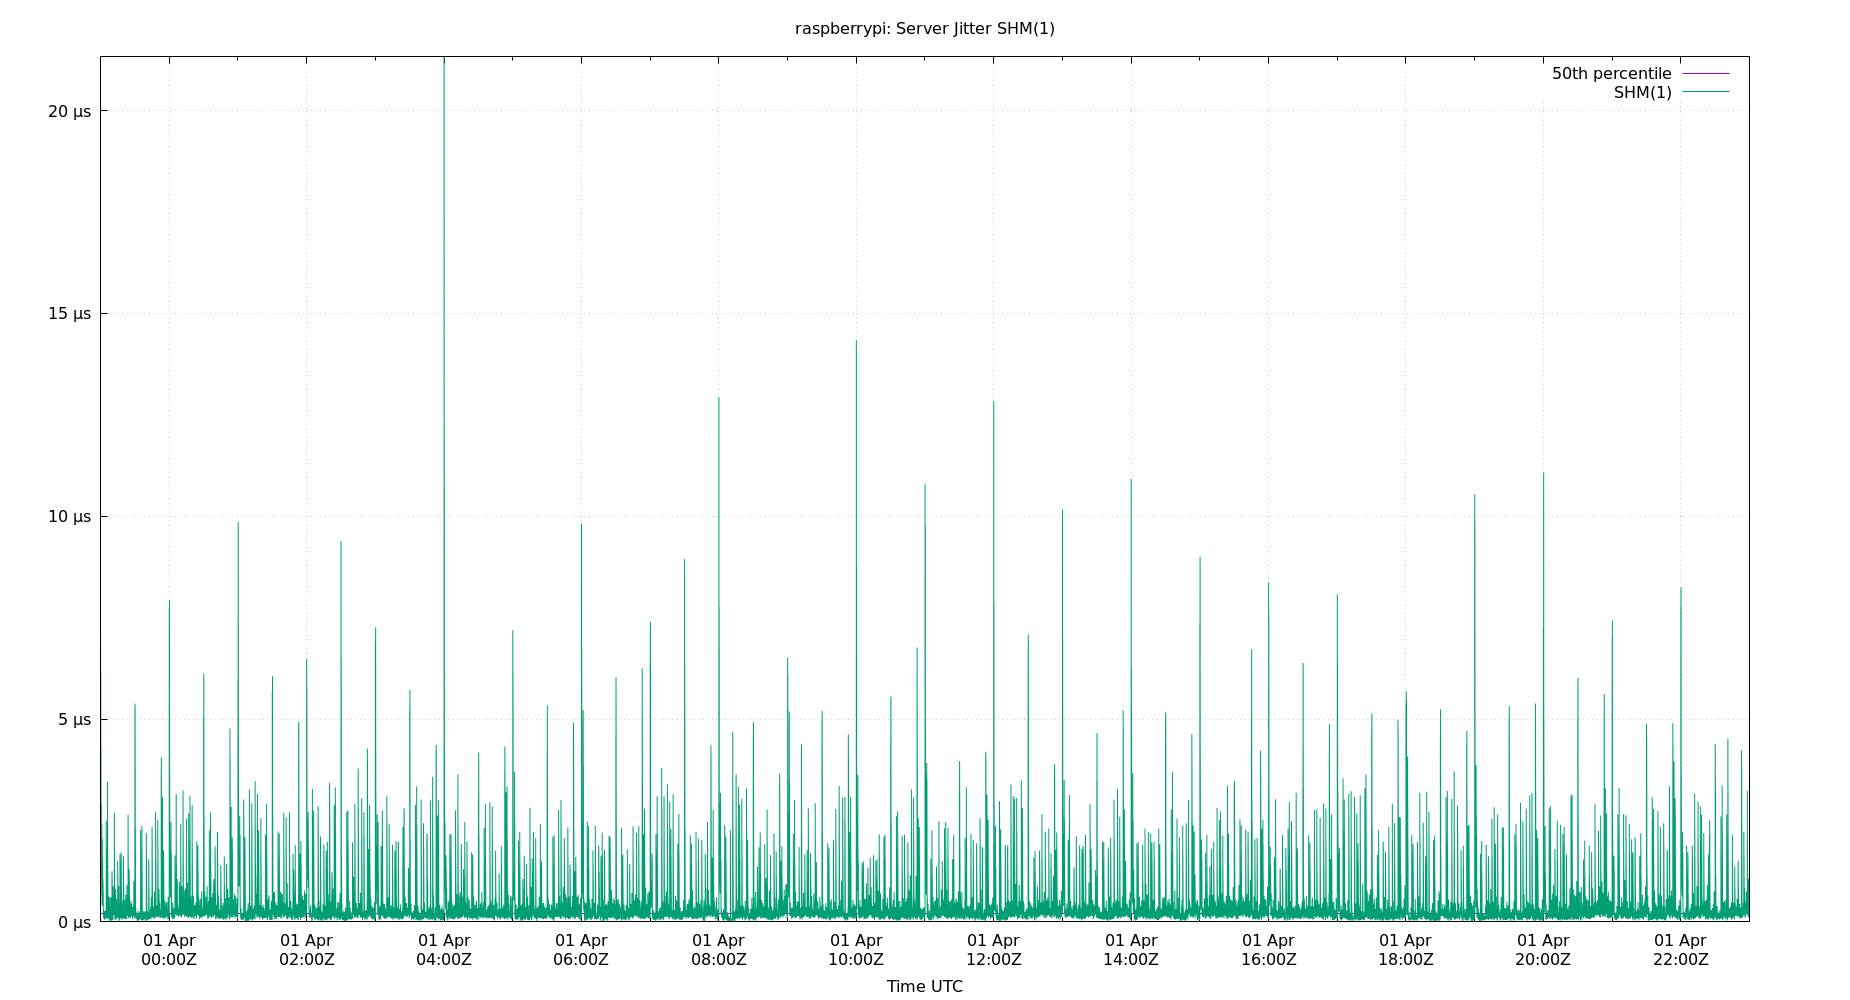 raspberrypi: Server Jitter SHM(1)
50th percentile
SHM(1)
20 µs
15 µs
10 µs
5 µs
0 µs
01 Apr 01 Apr 01 Apr 01 Apr 01 Apr 01 Apr 01 Apr 01 Apr 01 Apr 01 Apr 01 Apr 01 Apr
00:00Z 02:00Z 04:00Z 06:00Z 08:00Z 10:00Z 12:00Z 14:00Z 16:00Z 18:00Z 20:00Z 22:00Z
Time UTC